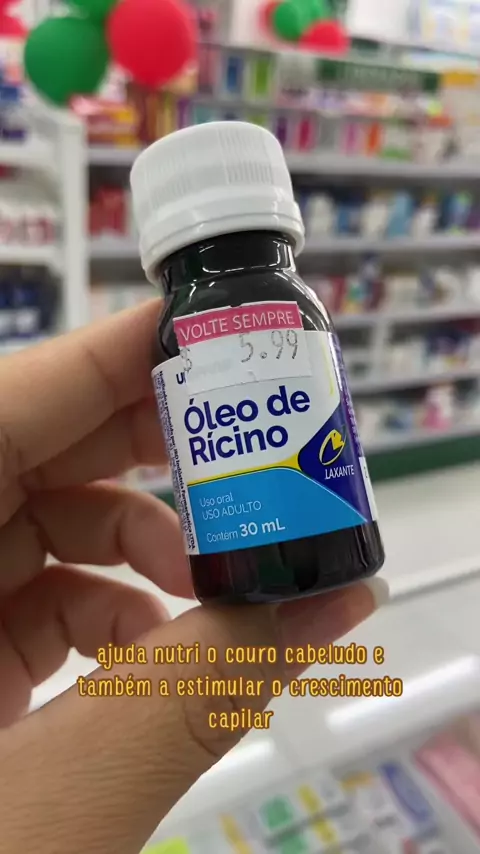 VOLTE SEMPRE
5.99
Óleo de
Rícino
LAXANTE
Uso oral
USO ADULTO
Contém 30 mL
ajuda nutri o couro cabeludo e
também a estimular o crescimento
capilar